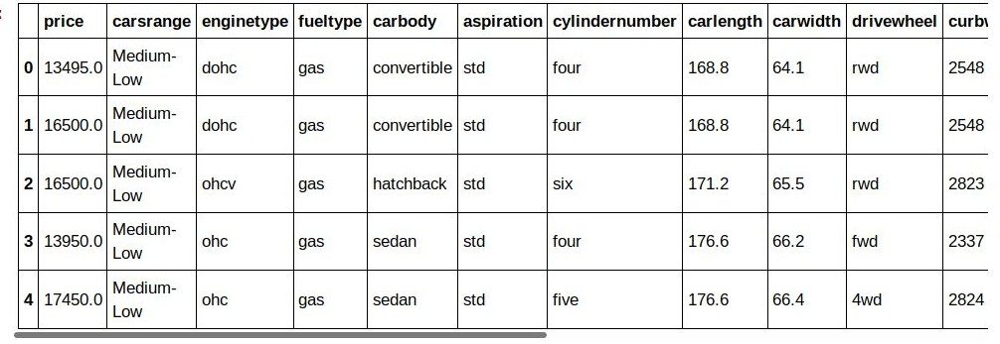 price carsrange enginetype fueltype carbody aspiration cylindernumber carlength carwidth drivewheel
0 13495.0 Medium-Low dohc gas convertible std four 168.8 64.1 rwd 2548
1 16500.0 Medium-Low dohc gas convertible std four 168.8 64.1 rwd 2548
2 16500.0 Medium-Low ohcv gas hatchback std six 171.2 65.5 rwd 2823
3 13950.0 Medium-Low ohc gas sedan std four 176.6 66.2 fwd 2337
4 17450.0 Medium-Low ohc gas sedan std five 176.6 66.4 4wd 2824